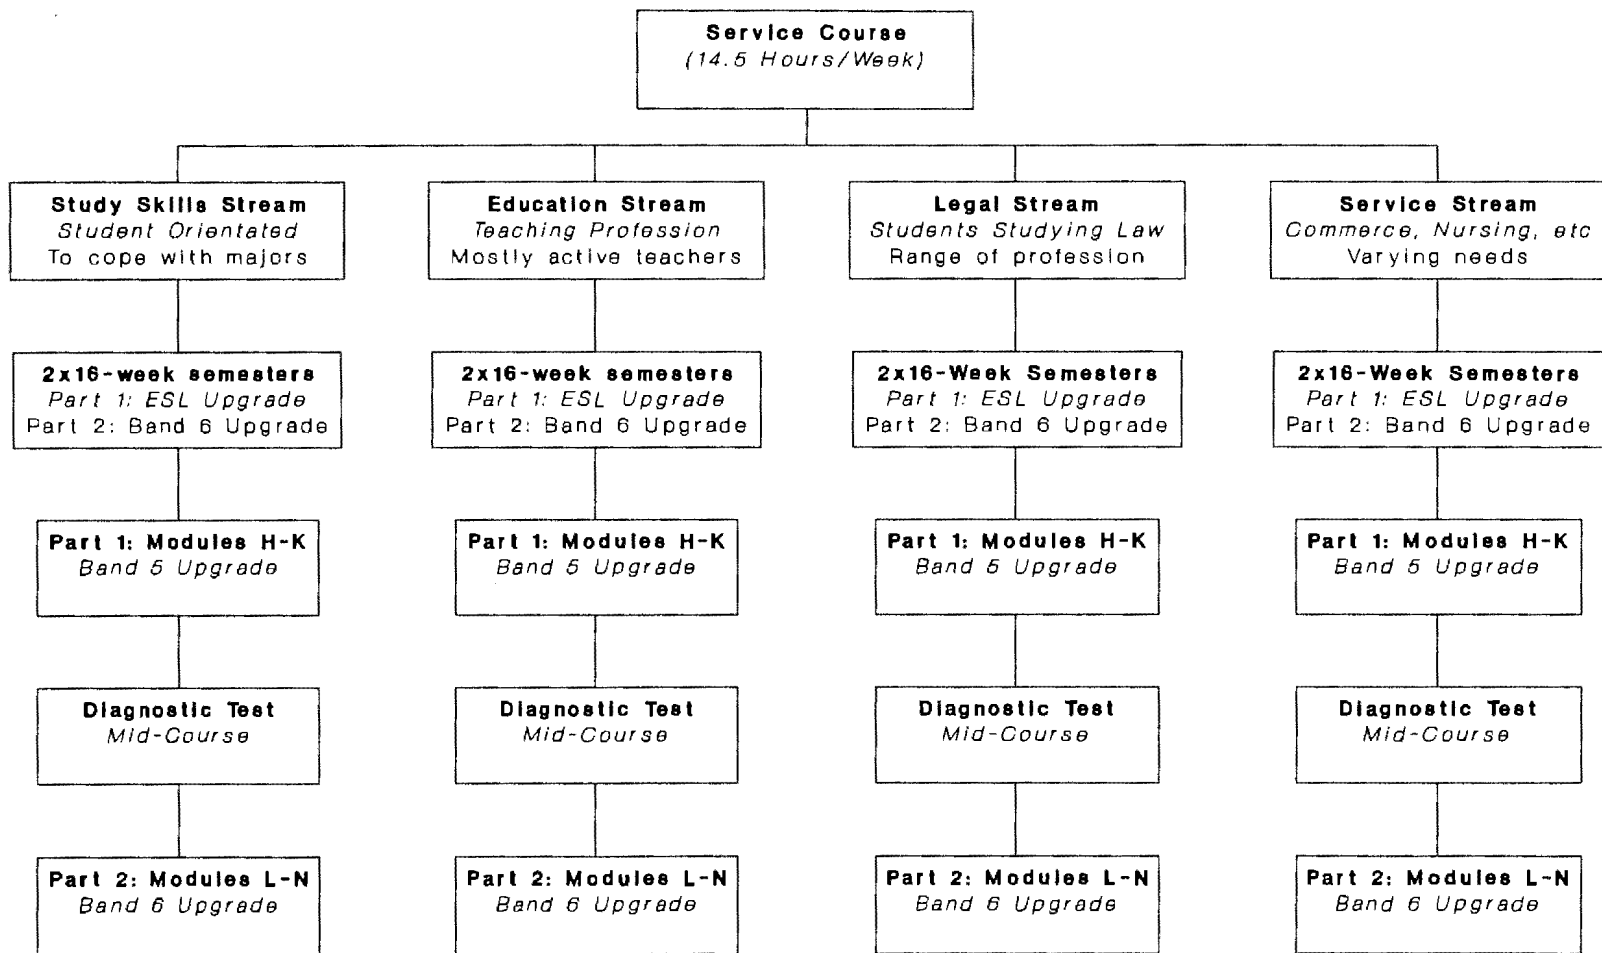 Service Course
(14.5 Hours/Week)
Study Skills Stream
Student Orientated
To cope with majors
Education Stream
Teaching Profession
Mostly active teachers
Legal Stream
Students Studying Law
Range of profession
Service Stream
Commerce, Nursing, etc
Varying needs
2x16-week semesters
Part 1: ESL Upgrade
Part 2: Band 6 Upgrade
2x16-week semesters
Part 1: ESL Upgrade
Part 2: Band 6 Upgrade
2x16-Week Semesters
Part 1: ESL Upgrade
Part 2: Band 6 Upgrade
2x16-Week Semesters
Part 1: ESL Upgrade
Part 2: Band 6 Upgrade
Part 1: Modules H-K
Band 5 Upgrade
Part 1: Modules H-K
Band 5 Upgrade
Part 1: Modules H-K
Band 5 Upgrade
Part 1: Modules H-K
Band 5 Upgrade
Diagnostic Test
Mid-Course
Diagnostic Test
Mid-Course
Diagnostic Test
Mid-Course
Diagnostic Test
Mid-Course
Part 2: Modules L-N
Band 6 Upgrade
Part 2: Modules L-N
Band 6 Upgrade
Part 2: Modules L-N
Band 6 Upgrade
Part 2: Modules L-N
Band 6 Upgrade